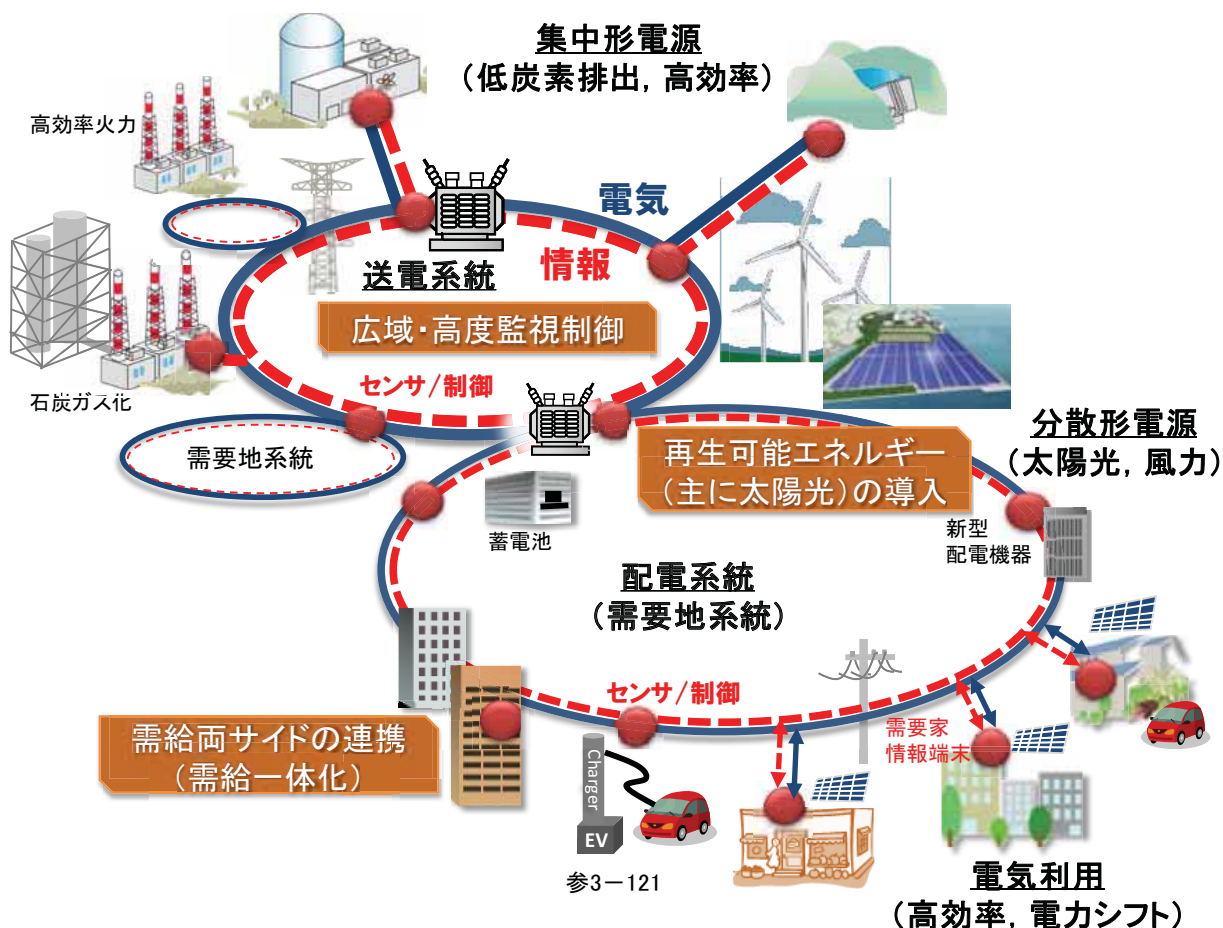 集中形電源
(低炭素排出, 高効率)
高効率火力
電気
情報
送電系統
広域・高度監視制御
センサ/制御
石炭ガス化
需要地系統
分散形電源
(太陽光, 風力)
再生可能エネルギー
(主に太陽光)の導入
蓄電池
新型
配電機器
配電系統
(需要地系統)
センサ/制御
需給両サイドの連携
(需給一体化)
需要家
情報端末
Charger
EV
参3-121
電気利用
(高効率, 電力シフト)